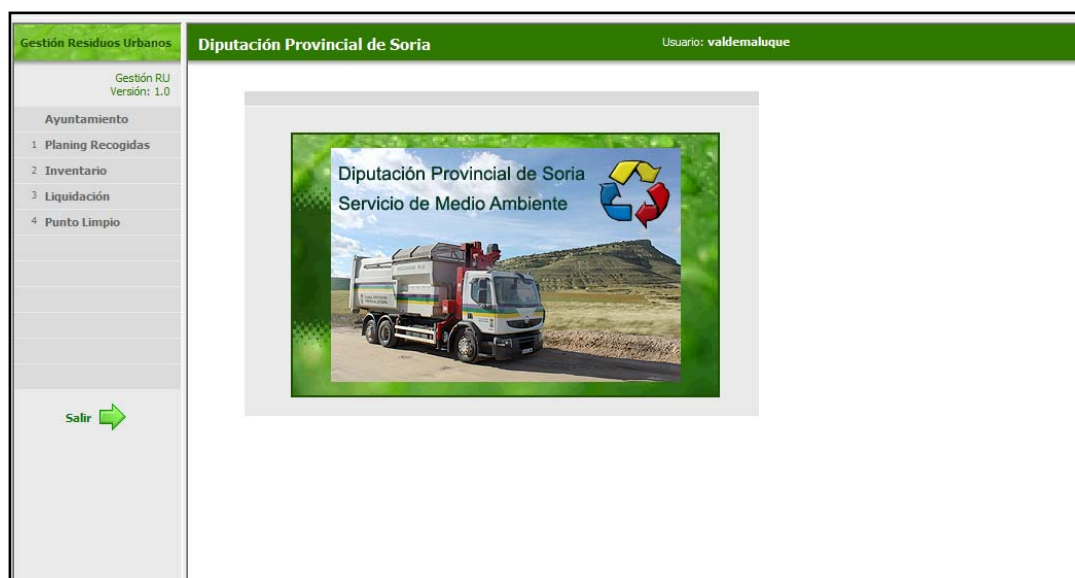 Gestión Residuos Urbanos
Diputación Provincial de Soria
Usuario: valdemaluque
Gestión RU
Versión: 1.0
Ayuntamiento
1 Planing Recogidas
2 Inventario
3 Liquidación
4 Punto Limpio
Salir
Diputación Provincial de Soria
Servicio de Medio Ambiente